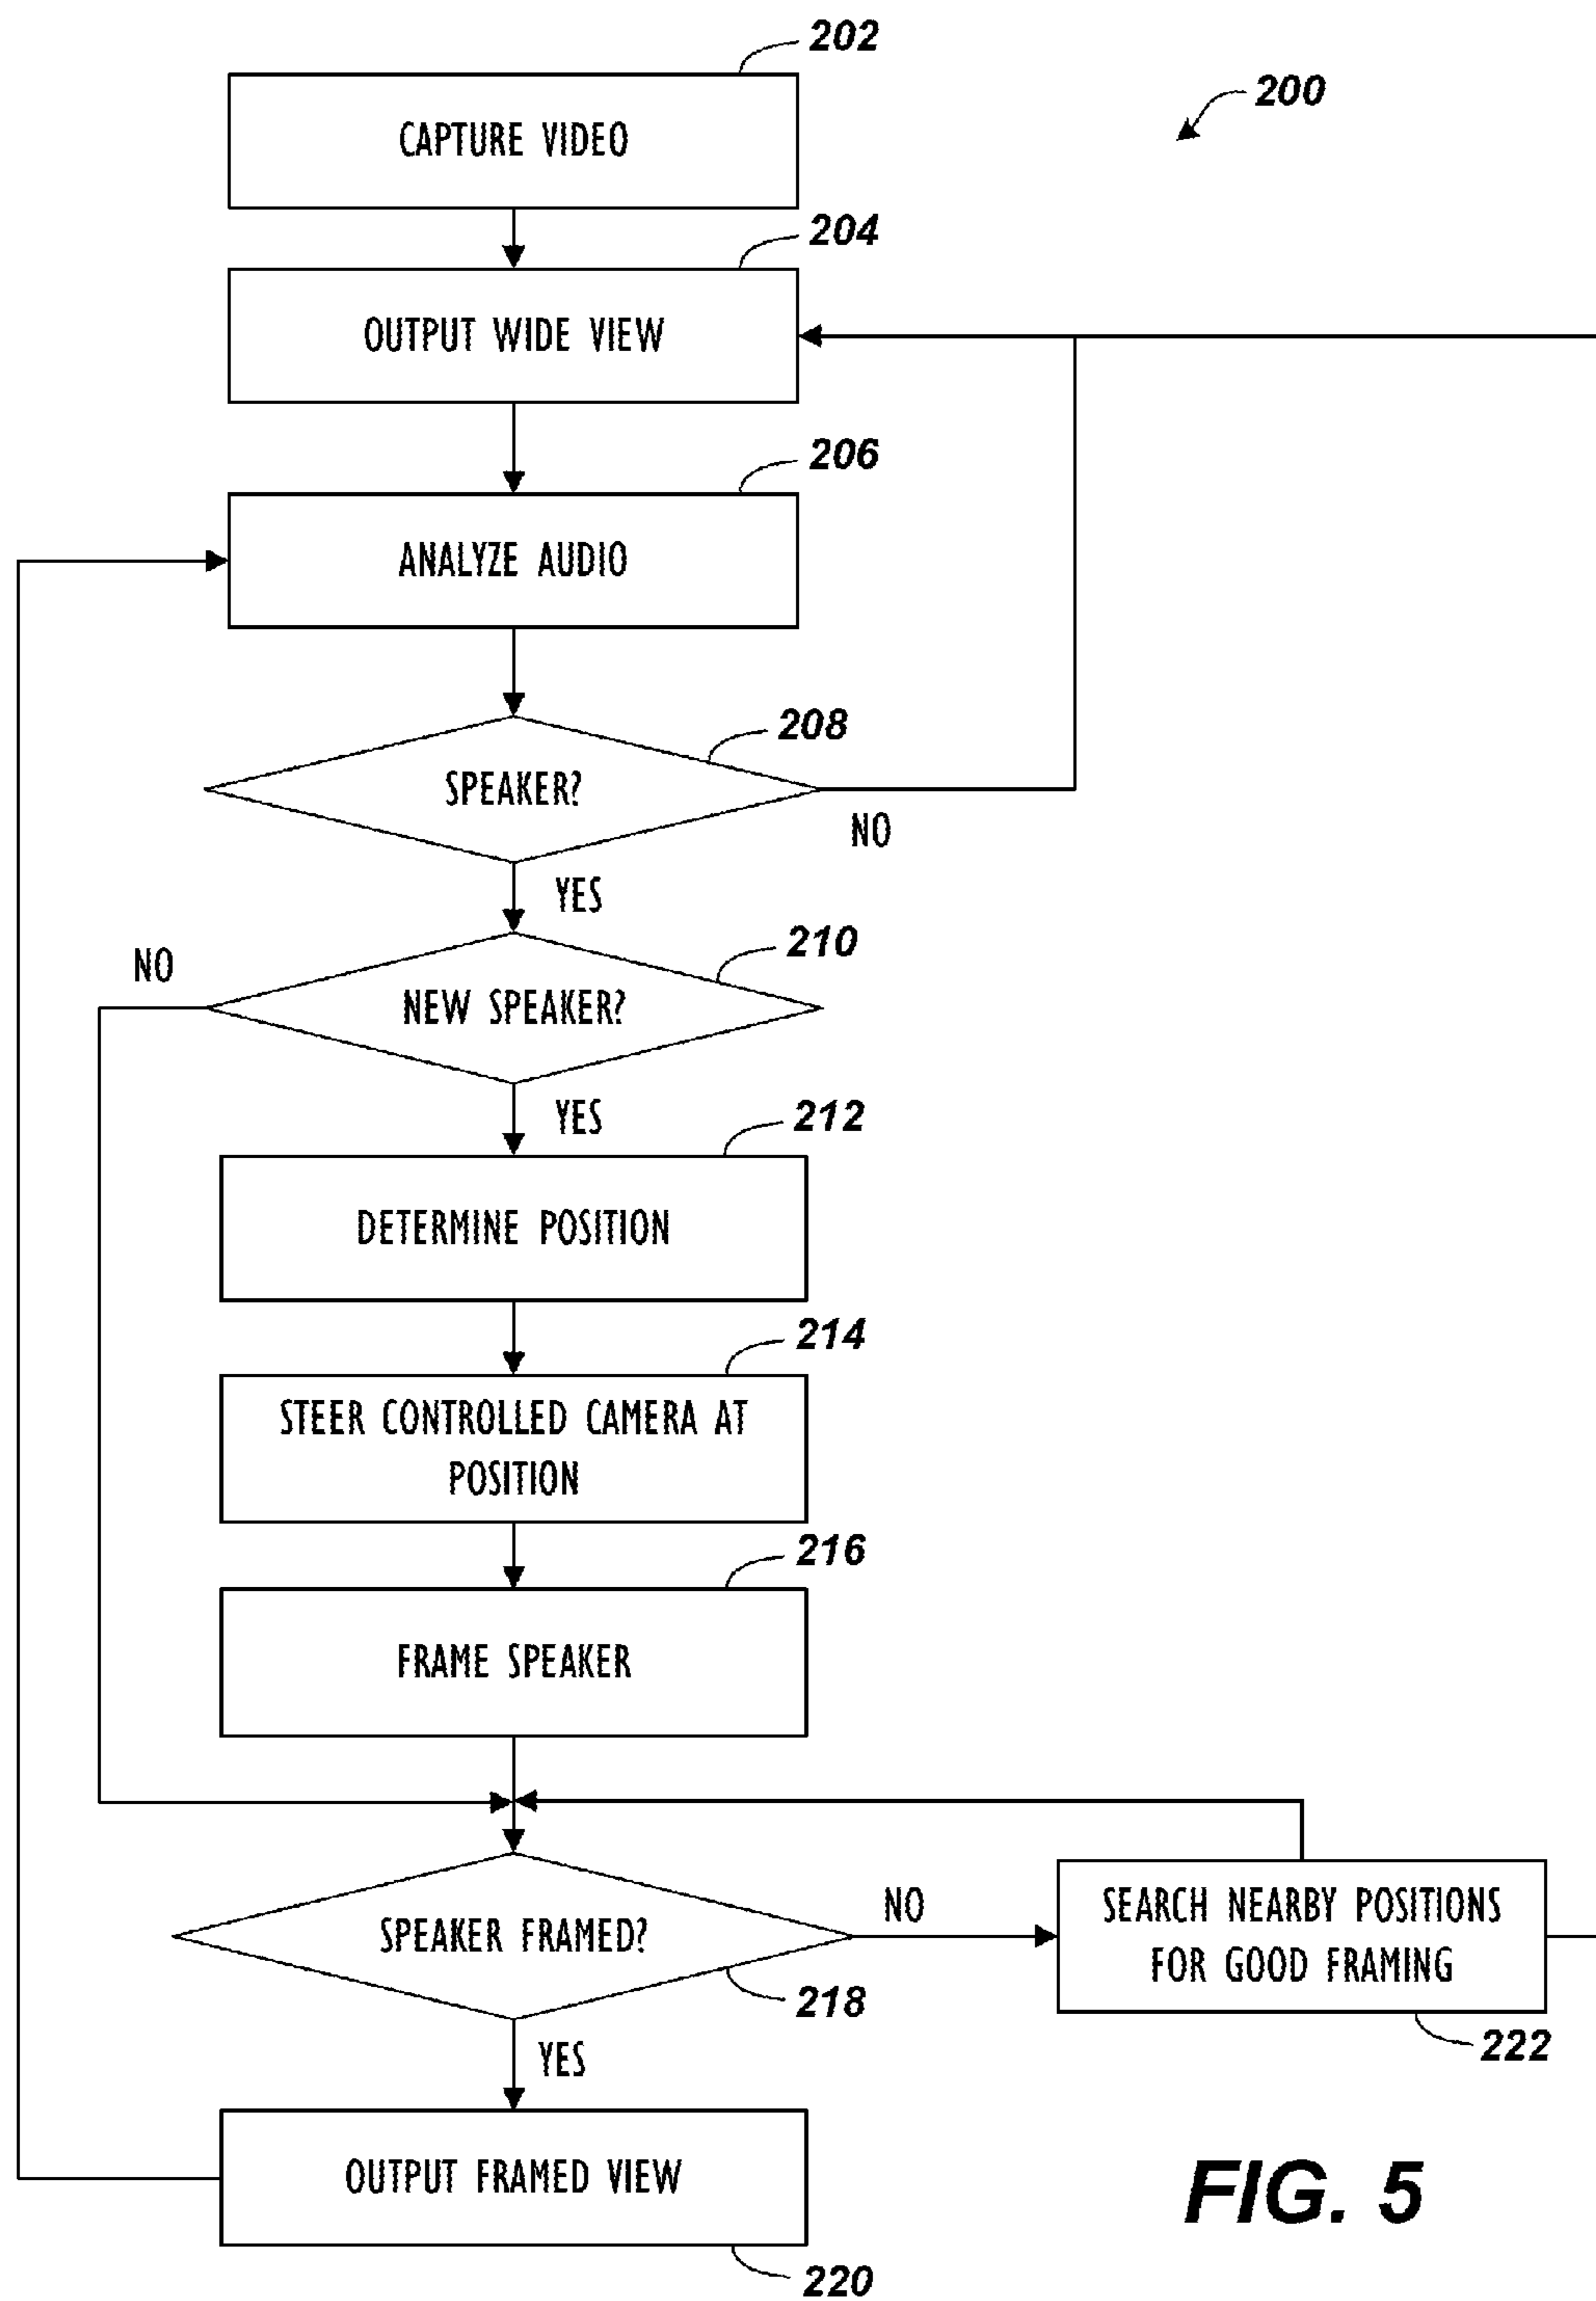 202
CAPTURE VIDEO
200
204
OUTPUT WIDE VIEW
206
ANALYZE AUDIO
208
SPEAKER?
NO
YES
210
NO
NEW SPEAKER?
YES
212
DETERMINE POSITION
214
STEER CONTROLLED CAMERA AT
POSITION
216
FRAME SPEAKER
SPEAKER FRAMED?
NO
SEARCH NEARBY POSITIONS
FOR GOOD FRAMING
218
222
YES
OUTPUT FRAMED VIEW
220
FIG. 5